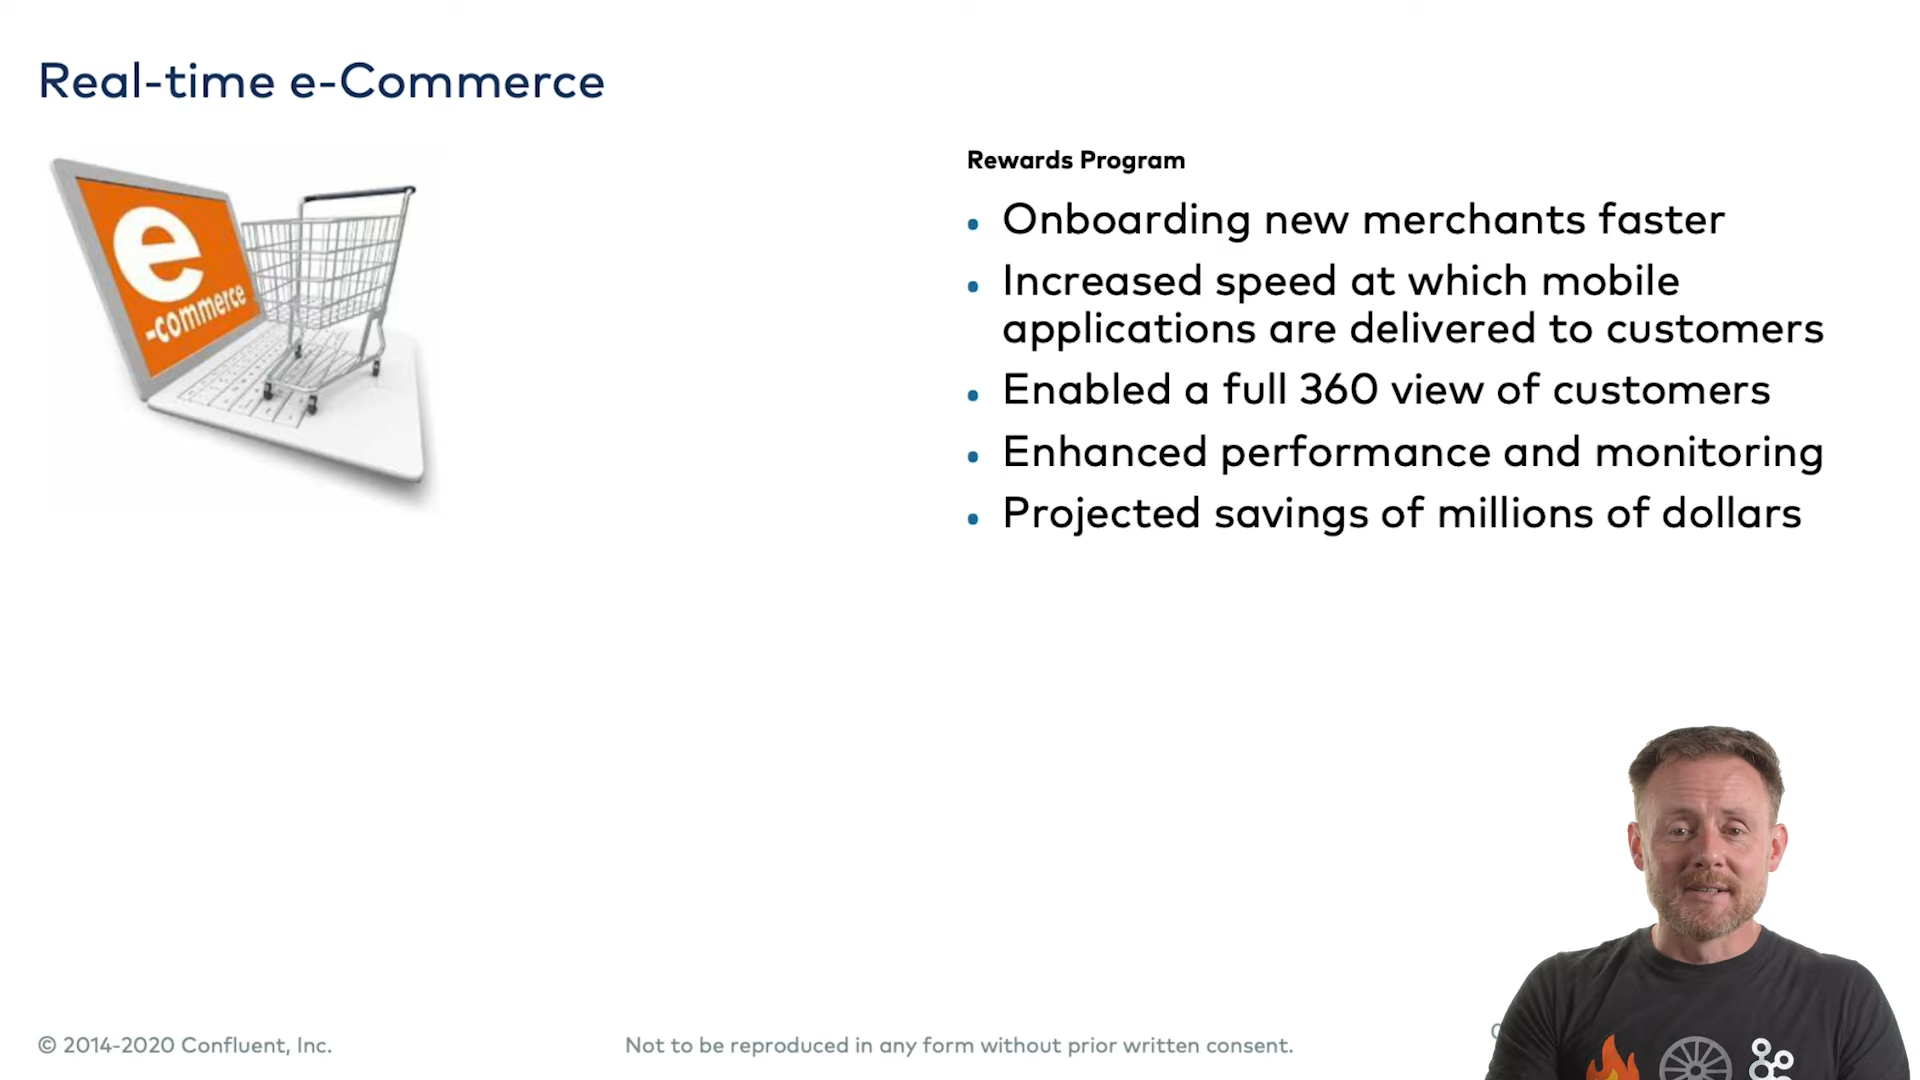 Real-time e-Commerce
e
-commerce
Rewards Program
• Onboarding new merchants faster
• Increased speed at which mobile
applications are delivered to customers
• Enabled a full 360 view of customers
• Enhanced performance and monitoring
• Projected savings of millions of dollars
© 2014-2020 Confluent, Inc.
Not to be reproduced in any form without prior written consent.